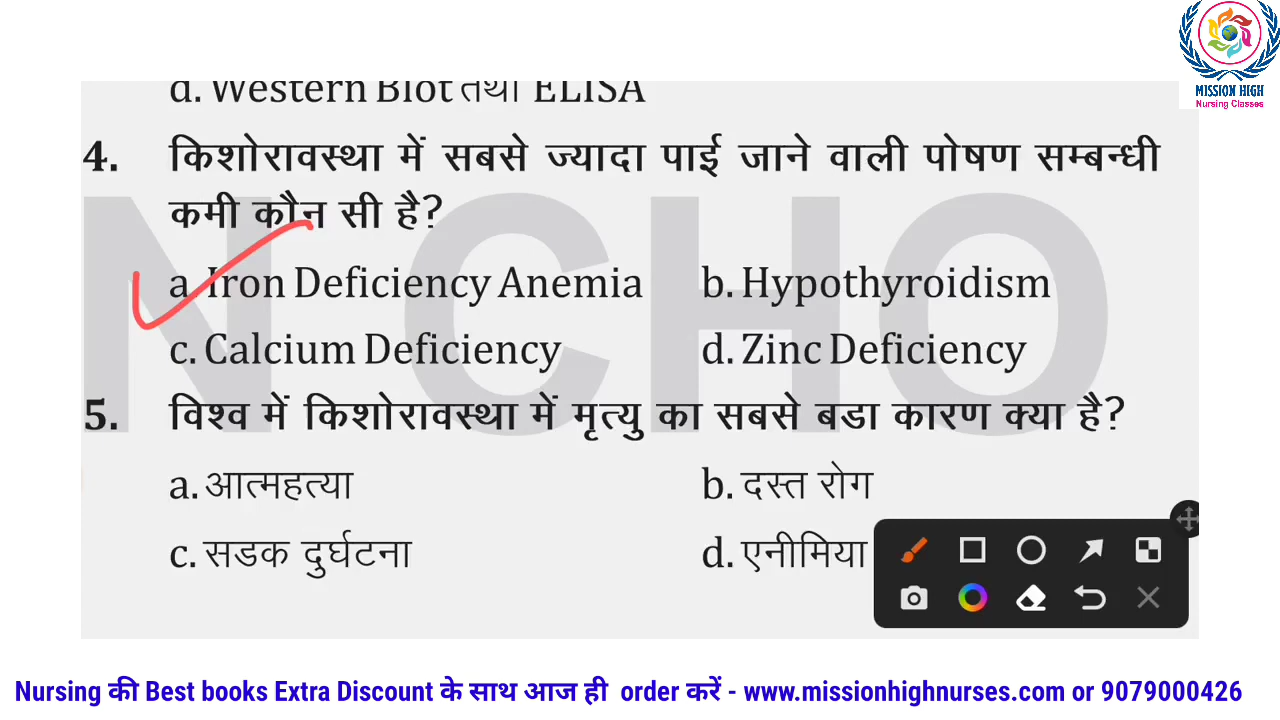 MISSION HIGH
Nursing Classes
d. Western Blot तथा ELISA
4. किशोरावस्था में सबसे ज्यादा पाई जाने वाली पोषण सम्बन्धी
कमी कौन सी है?
a. Iron Deficiency Anemia b. Hypothyroidism
c. Calcium Deficiency d. Zinc Deficiency
5. विश्व में किशोरावस्था में मृत्यु का सबसे बडा कारण क्या है?
a. आत्महत्या b. दस्त रोग
c. सडक दुर्घटना d. एनीमिया
N CHO
Nursing की Best books Extra Discount के साथ आज ही order करें - www.missionhighnurses.com or 9079000426